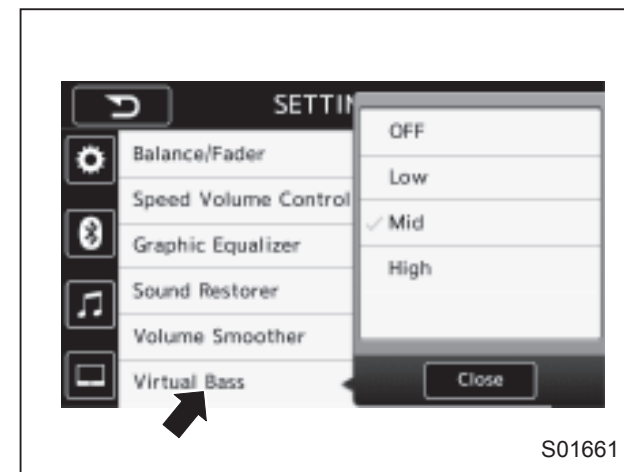 SETTIN
Balance/Fader
Speed Volume Control
Graphic Equalizer
Sound Restorer
Volume Smoother
Virtual Bass
OFF
Low
Mid
High
Close
S01661